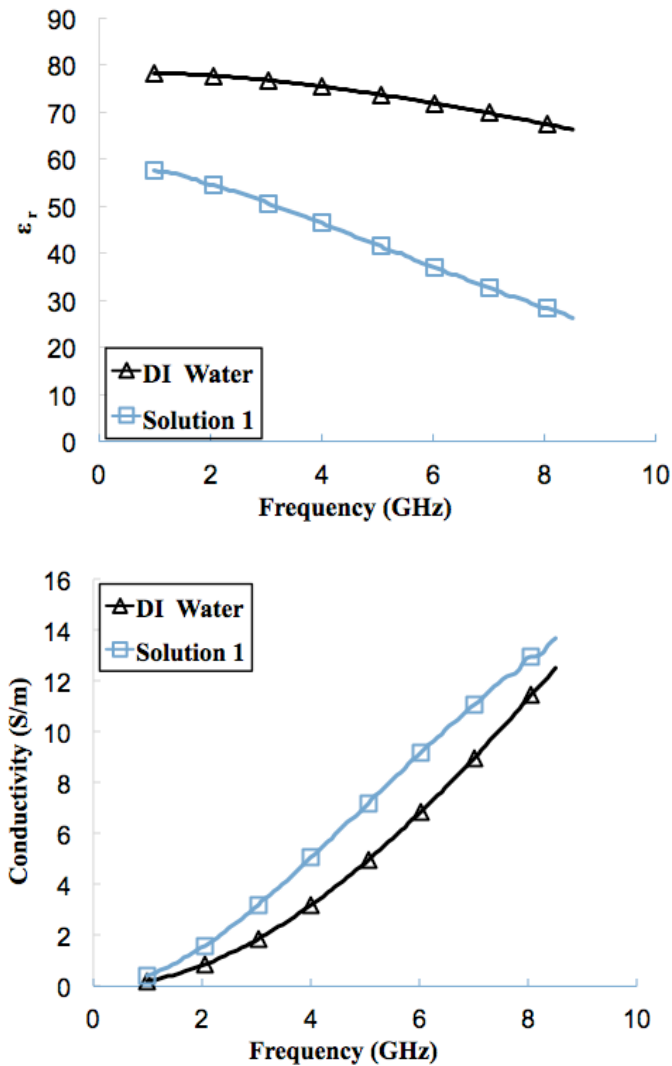 90
80
70
60
50
40
30
20
10
0
εr
DI Water
Solution 1
0 2 4 6 8 10
Frequency (GHz)
16
14
12
10
8
6
4
2
0
Conductivity (S/m)
DI Water
Solution 1
0 2 4 6 8 10
Frequency (GHz)